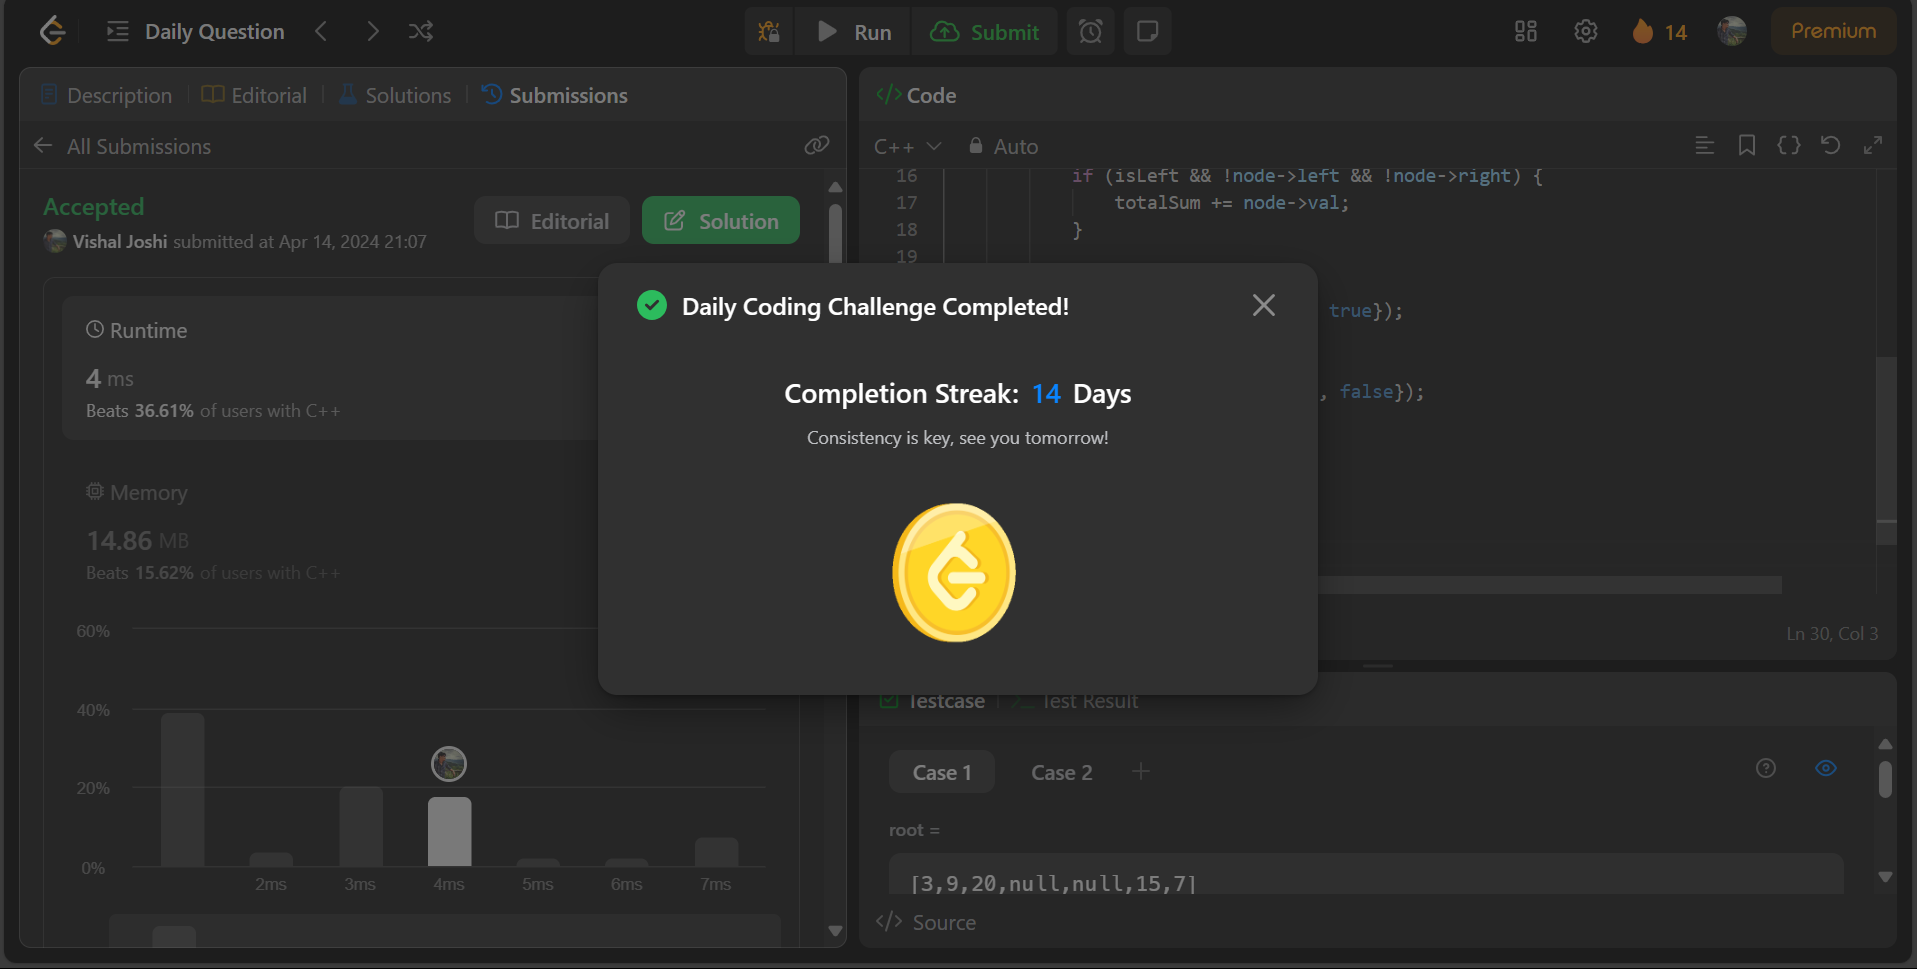 Daily Question
Run
Submit
14
Premium
Description
Editorial
Solutions
Submissions
All Submissions
Accepted
Vishal Joshi submitted at Apr 14, 2024 21:07
Editorial
Solution
Runtime
4 ms
Beats 36.61% of users with C++
Memory
14.86 MB
Beats 15.62% of users with C++
60%
40%
20%
0%
2ms
3ms
4ms
5ms
6ms
7ms
Daily Coding Challenge Completed!
Completion Streak: 14 Days
Consistency is key, see you tomorrow!
</> Code
C++
Auto
16 if (isLeft && !node->left && !node->right) {
17 totalSum += node->val;
18 }
19
true});
, false});
Ln 30, Col 3
Testcase
Test Result
Case 1
Case 2
root =
[3,9,20,null,null,15,7]
</> Source